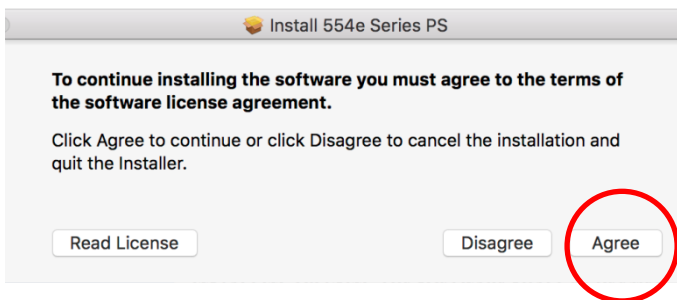 Install 554e Series PS
To continue installing the software you must agree to the terms of
the software license agreement.
Click Agree to continue or click Disagree to cancel the installation and
quit the Installer.
Read License Disagree Agree